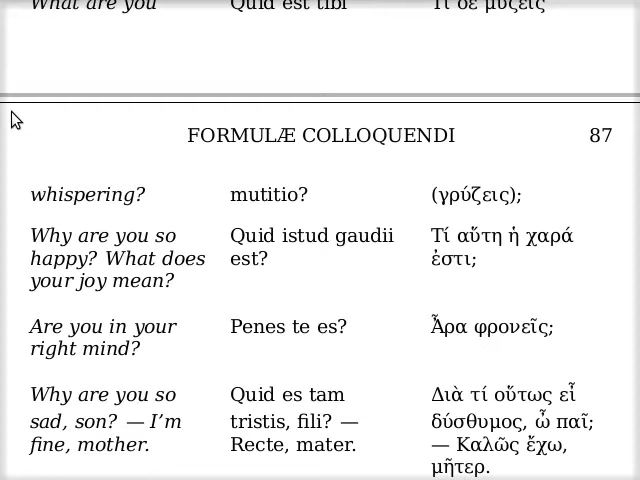 What are you Quid est tibi Τί δὲ μύζεις
FORMULÆ COLLOQUENDI 87
whispering? mutitio? (γρύζεις);
Why are you so Quid istud gaudii Τί αὕτη ἡ χαρά
happy? What does est? ἐστι;
your joy mean?
Are you in your Penes te es? Ἆρα φρονεῖς;
right mind?
Why are you so Quid es tam Διὰ τί οὕτως εἶ
sad, son? — I’m tristis, fili? — δύσθυμος, ὦ παῖ;
fine, mother. Recte, mater. — Καλῶς ἔχω,
μῆτερ.